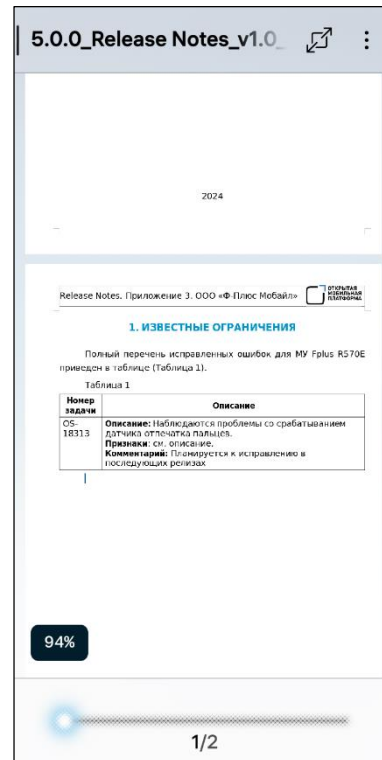 5.0.0_Release Notes_v1.0_
2024
Release Notes. Приложение 3. ООО «Ф-Плюс Мобайл»
ОТКРЫТАЯ
МОБИЛЬНАЯ
ПЛАТФОРМА
1. ИЗВЕСТНЫЕ ОГРАНИЧЕНИЯ
Полный перечень исправленных ошибок для МУ Fplus R570E
приведен в таблице (Таблица 1).
Таблица 1
Номер
задачи
Описание
OS-
18313
Описание: Наблюдаются проблемы со срабатыванием
датчика отпечатка пальцев.
Признаки: см. описание.
Комментарий: Планируется к исправлению в
последующих релизах
94%
1/2